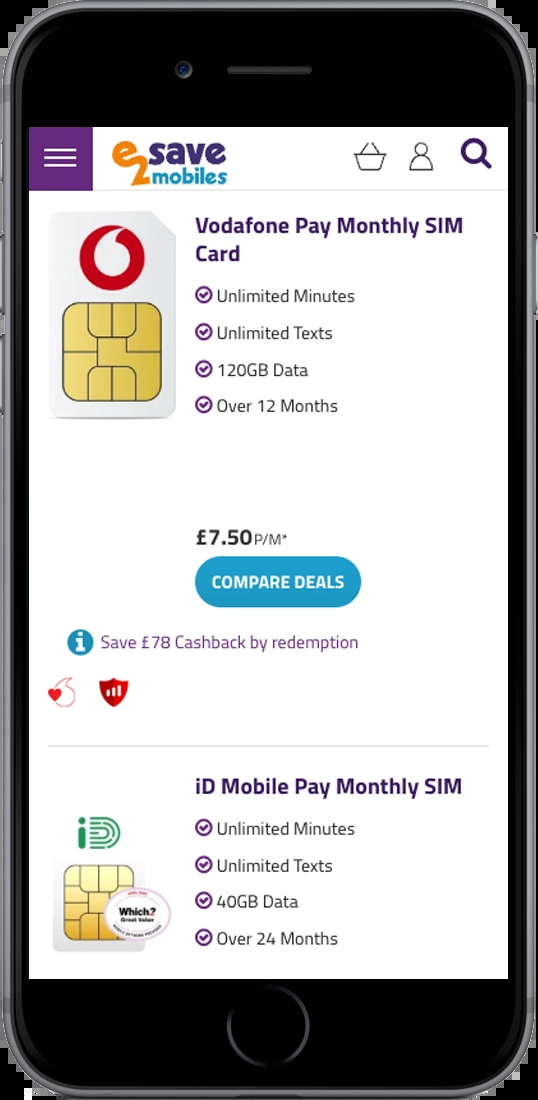 e2save
mobiles
Vodafone Pay Monthly SIM
Card
Unlimited Minutes
Unlimited Texts
120GB Data
Over 12 Months
£7.50 P/M*
COMPARE DEALS
Save £78 Cashback by redemption
iD Mobile Pay Monthly SIM
iD
Unlimited Minutes
Unlimited Texts
40GB Data
Which?
Great Value
Over 24 Months